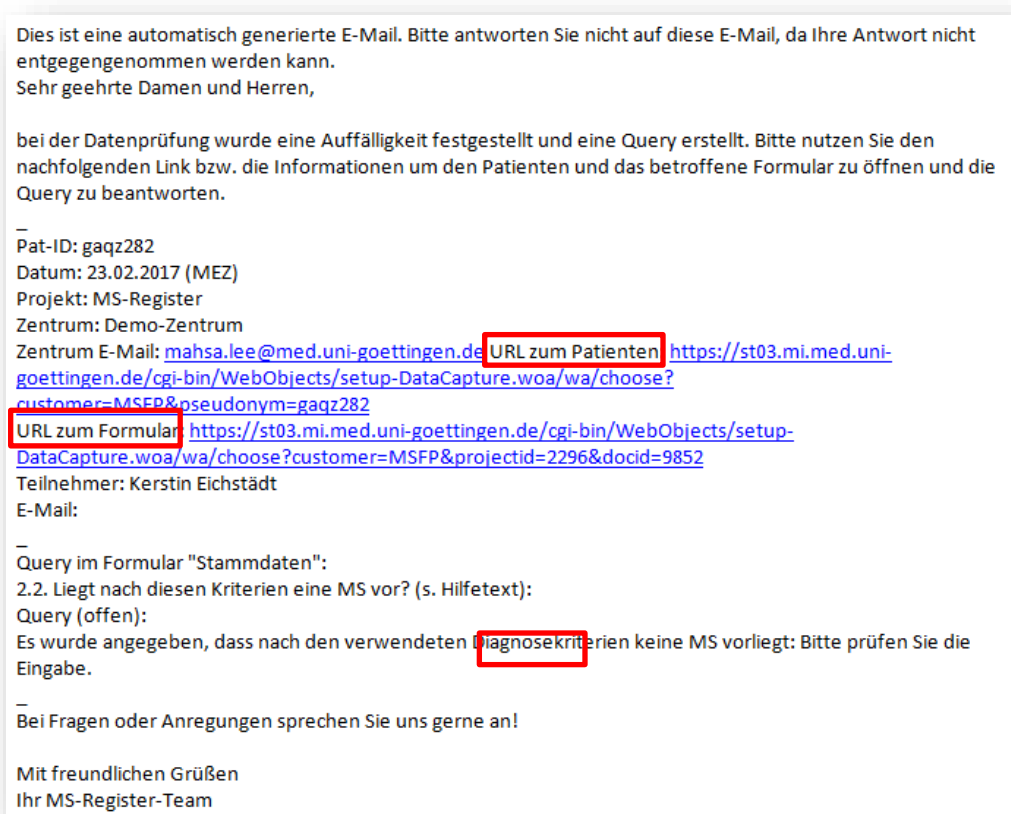 Dies ist eine automatisch generierte E-Mail. Bitte antworten Sie nicht auf diese E-Mail, da Ihre Antwort nicht
entgegengenommen werden kann.
Sehr geehrte Damen und Herren,
bei der Datenprüfung wurde eine Auffälligkeit festgestellt und eine Query erstellt. Bitte nutzen Sie den
nachfolgenden Link bzw. die Informationen um den Patienten und das betroffene Formular zu öffnen und die
Query zu beantworten.
_
Pat-ID: gaqz282
Datum: 23.02.2017 (MEZ)
Projekt: MS-Register
Zentrum: Demo-Zentrum
Zentrum E-Mail: mahsa.lee@med.uni-goettingen.de URL zum Patienten: https://st03.mi.med.uni-
goettingen.de/cgi-bin/WebObjects/setup-DataCapture.woa/wa/choose?
customer=MSFP&pseudonym=gaqz282
URL zum Formular: https://st03.mi.med.uni-goettingen.de/cgi-bin/WebObjects/setup-
DataCapture.woa/wa/choose?customer=MSFP&projectid=2296&docid=9852
Teilnehmer: Kerstin Eichstädt
E-Mail:
_
Query im Formular "Stammdaten":
2.2. Liegt nach diesen Kriterien eine MS vor? (s. Hilfetext):
Query (offen):
Es wurde angegeben, dass nach den verwendeten Diagnosekriterien keine MS vorliegt: Bitte prüfen Sie die
Eingabe.
_
Bei Fragen oder Anregungen sprechen Sie uns gerne an!
Mit freundlichen Grüßen
Ihr MS-Register-Team